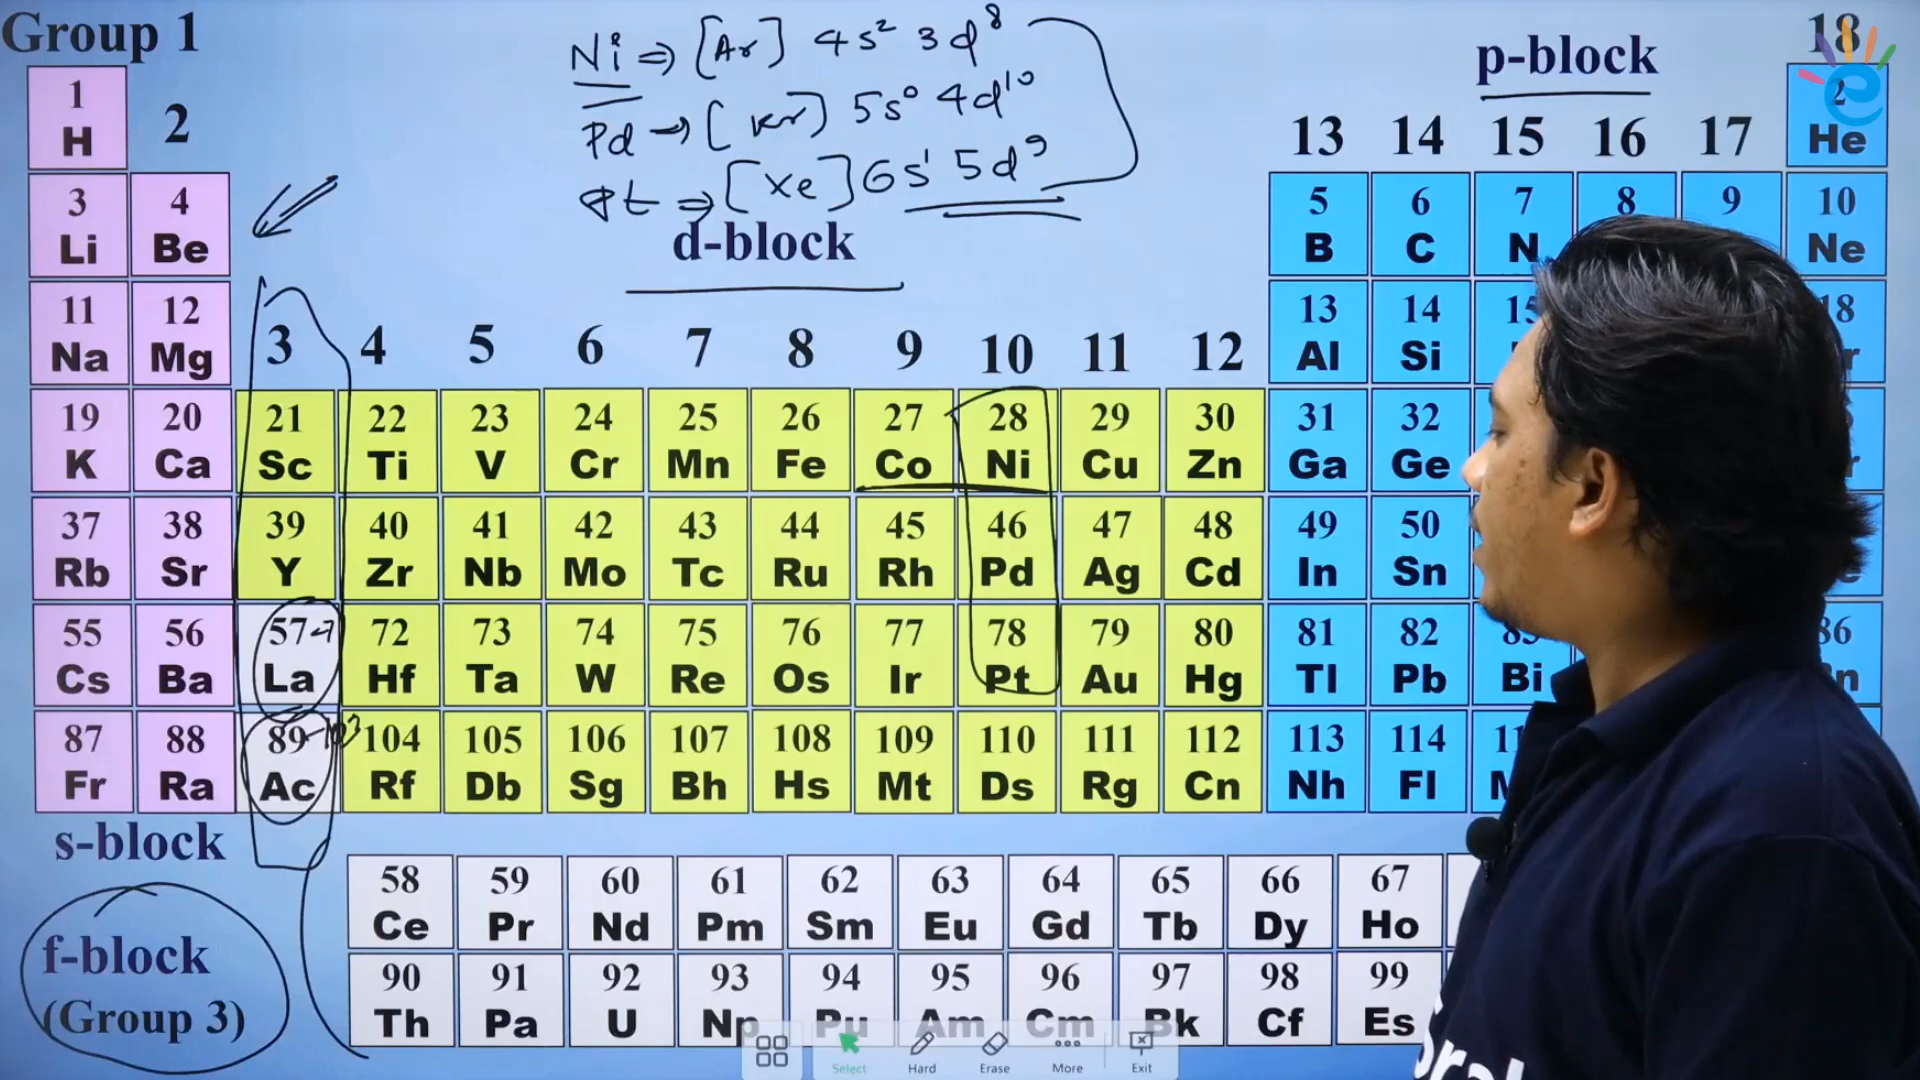 Group 1
Ni ⇒ [Ar] 4s² 3d⁸
Pd → [Kr] 5s⁰ 4d¹⁰
Pt ⇒ [Xe] 6s¹ 5d⁹
p-block
18
2
13 14 15 16 17
d-block
3 4 5 6 7 8 9 10 11 12
1 2
H He
3 4 5 6 7 8 9 10
Li Be B C N Ne
11 12 13 14 15 18
Na Mg Al Si
19 20 21 22 23 24 25 26 27 28 29 30 31 32
K Ca Sc Ti V Cr Mn Fe Co Ni Cu Zn Ga Ge
37 38 39 40 41 42 43 44 45 46 47 48 49 50
Rb Sr Y Zr Nb Mo Tc Ru Rh Pd Ag Cd In Sn
55 56 57→ 72 73 74 75 76 77 78 79 80 81 82 83 86
Cs Ba La Hf Ta W Re Os Ir Pt Au Hg Tl Pb Bi
87 88 89-103 104 105 106 107 108 109 110 111 112 113 114
Fr Ra Ac Rf Db Sg Bh Hs Mt Ds Rg Cn Nh Fl
s-block
f-block
(Group 3)
58 59 60 61 62 63 64 65 66 67
Ce Pr Nd Pm Sm Eu Gd Tb Dy Ho
90 91 92 93 94 95 96 97 98 99
Th Pa U Np Pu Am Cm Bk Cf Es
Select Hard Erase More Exit